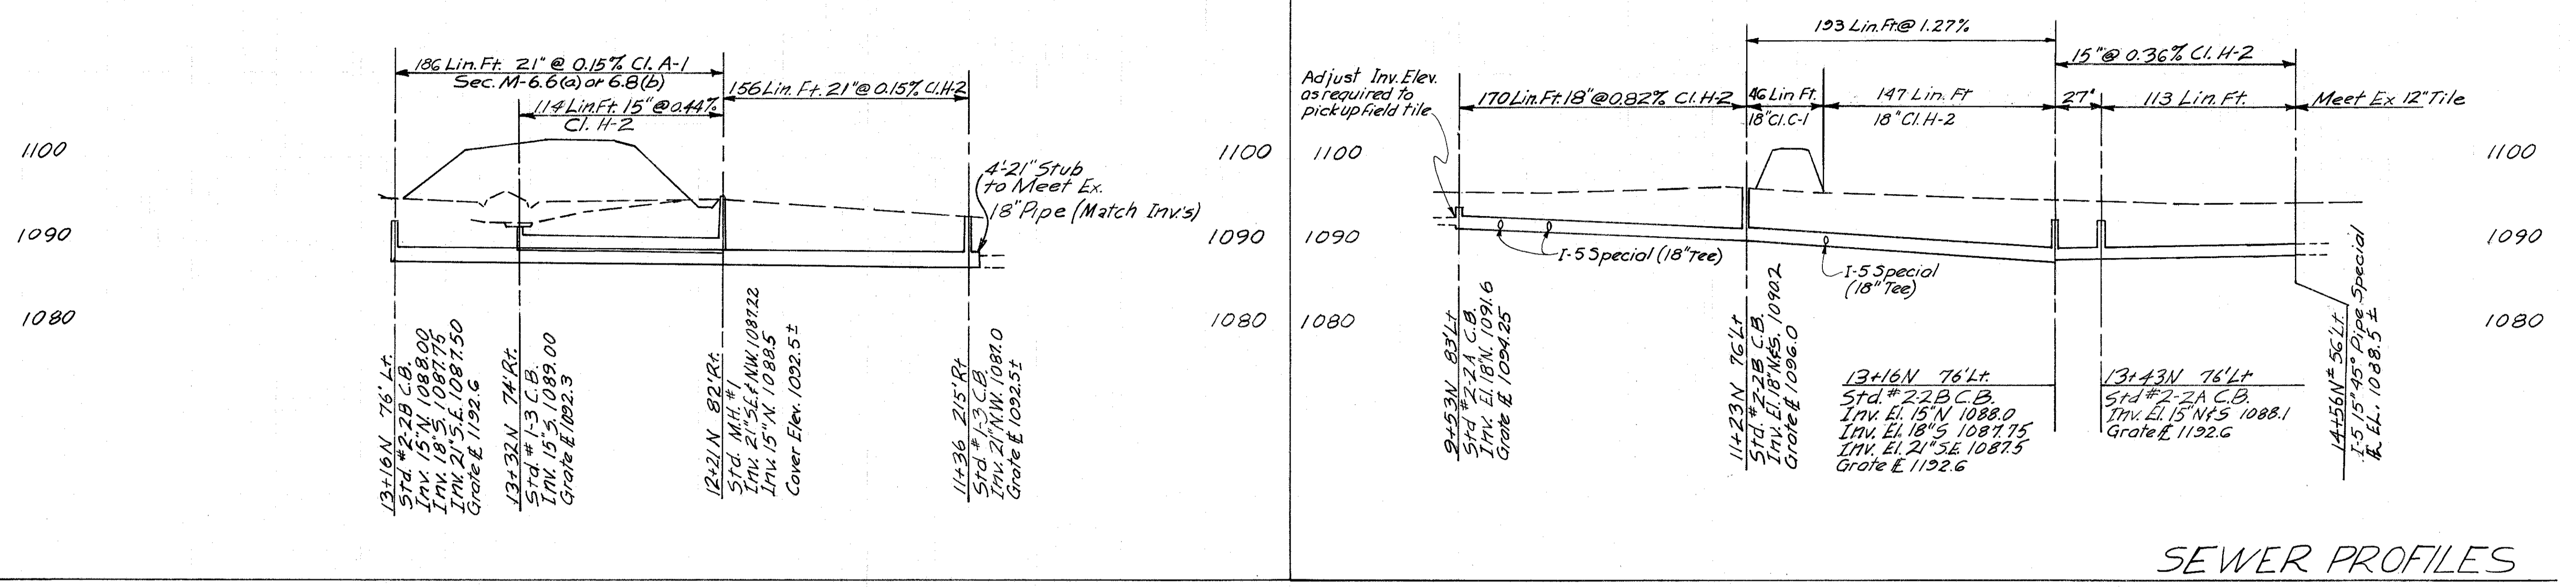 186 Lin. Ft. 21" @ 0.15% Cl. A-1
Sec. M-6.6(a) or 6.8(b)
114 Lin.Ft. 15" @ 0.44%
Cl. H-2
156 Lin. Ft. 21" @ 0.15% Cl.H-2
1100
1090
1080
4'-21" Stub
to Meet Ex.
18" Pipe (Match Inv.'s)
1100
1090
1080
13+16N 76' Lt.
Std. #2-2B C.B.
Inv. 15"N. 1088.00
Inv. 18"S. 1087.75
Inv. 21"S.E. 1087.50
Grate ₤ 1192.6
13+32N 74' Rt.
Std. #1-3 C.B.
Inv. 15"S. 1089.00
Grate ₤ 1092.3
12+21N 82' Rt.
Std. M.H. #1
Inv. 21"S.E. & N.W. 1087.22
Inv. 15"N. 1088.5
Cover Elev. 1092.5±
11+36 215' Rt
Std. #1-3 C.B.
Inv. 21"N.W. 1087.0
Grate ₤ 1092.5±
193 Lin. Ft @ 1.27%
15" @ 0.36% Cl. H-2
Adjust Inv. Elev.
as required to
pick up field tile
170 Lin.Ft 18" @ 0.82% Cl. H-2
46 Lin Ft.
18" Cl. C-1
147 Lin. Ft
18" Cl. H-2
27'
113 Lin. Ft.
Meet Ex 12" Tile
1100
1090
1080
1100
1090
1080
I-5 Special (18" Tee)
I-5 Special
(18" Tee)
9+53N 83' Lt
Std #2-2A C.B.
Inv. El. 18"N. 1091.6
Grate ₤ 1094.25
11+23N 76' Lt
Std. #2-2B C.B.
Inv. El. 18"N.&S. 1090.2
Grate ₤ 1096.0
13+16N 76' Lt.
Std. #2-2B C.B.
Inv. El. 15"N 1088.0
Inv. El. 18"S 1087.75
Inv. El. 21"S.E. 1087.5
Grate ₤ 1192.6
13+43N 76' Lt
Std #2-2A C.B.
Inv. El. 15"N&S 1088.1
Grate ₤ 1192.6
14+56N± 56' Lt.
I-5 15" 45° Pipe Special
EL. 1088.5 ±
SEWER PROFILES